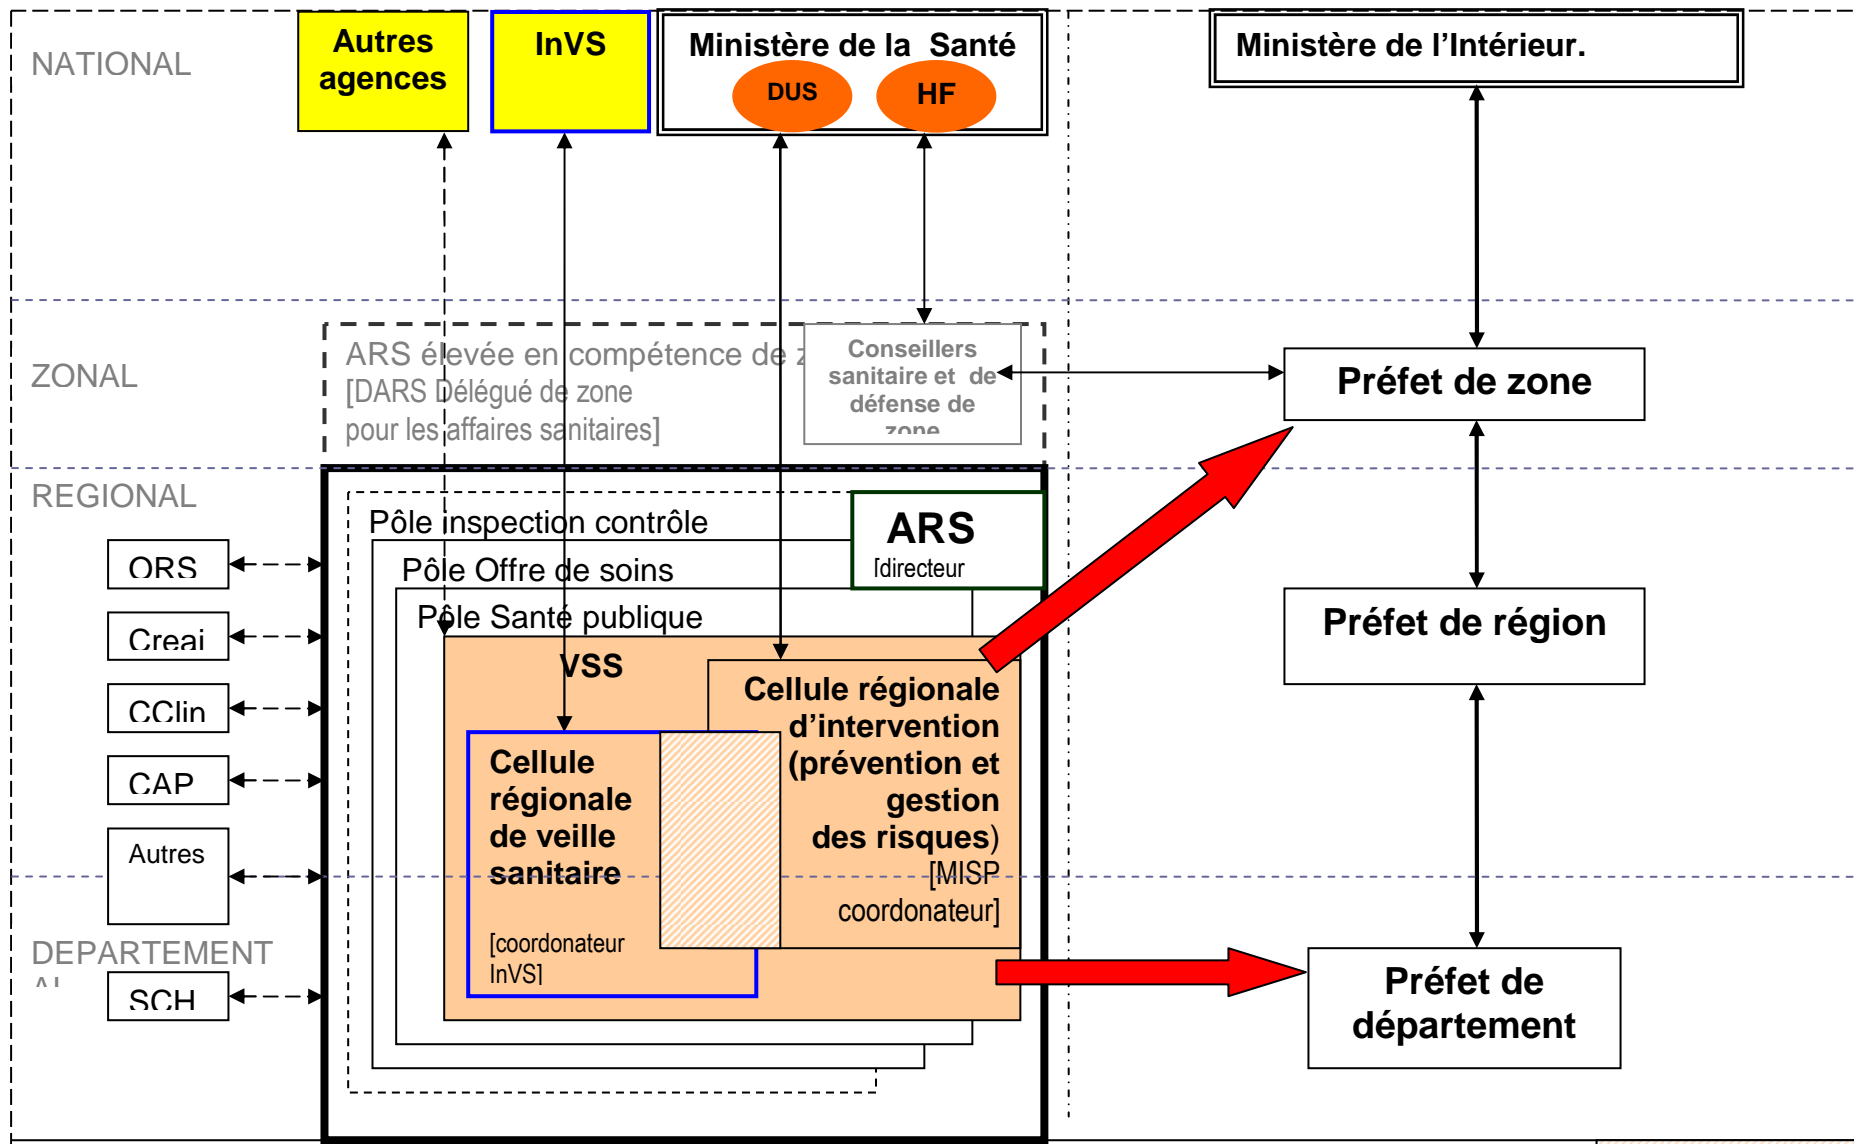 NATIONAL
Autres
agences
InVS
Ministère de la Santé
DUS
HF
Ministère de l'Intérieur.
ZONAL
ARS élevée en compétence de z
[DARS Délégué de zone
pour les affaires sanitaires]
Conseillers
sanitaire et de
défense de
zone
Préfet de zone
REGIONAL
ORS
Creai
CClin
CAP
Autres
Pôle inspection contrôle
Pôle Offre de soins
Pôle Santé publique
ARS
[directeur
VSS
Cellule
régionale
de veille
sanitaire
[coordonateur
InVS]
Cellule régionale
d'intervention
(prévention et
gestion
des risques)
[MISP
coordonateur]
Préfet de région
DEPARTEMENT
AL
SCH
Préfet de
département